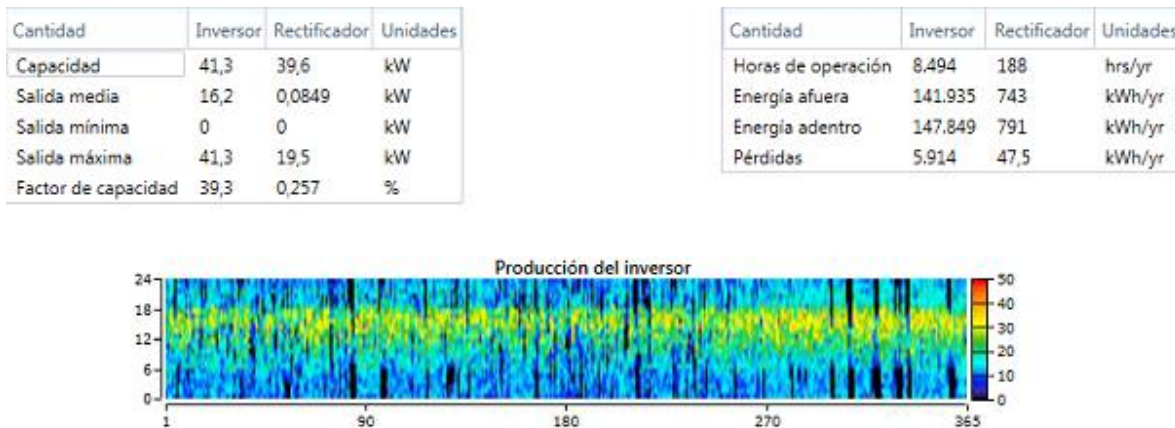 Cantidad Inversor Rectificador Unidades
Capacidad 41,3 39,6 kW
Salida media 16,2 0,0849 kW
Salida mínima 0 0 kW
Salida máxima 41,3 19,5 kW
Factor de capacidad 39,3 0,257 %
Cantidad Inversor Rectificador Unidades
Horas de operación 8.494 188 hrs/yr
Energía afuera 141.935 743 kWh/yr
Energía adentro 147.849 791 kWh/yr
Pérdidas 5.914 47,5 kWh/yr
Producción del inversor
24 50
18 40
12 30
6 20
0 10
0
1 90 180 270 365